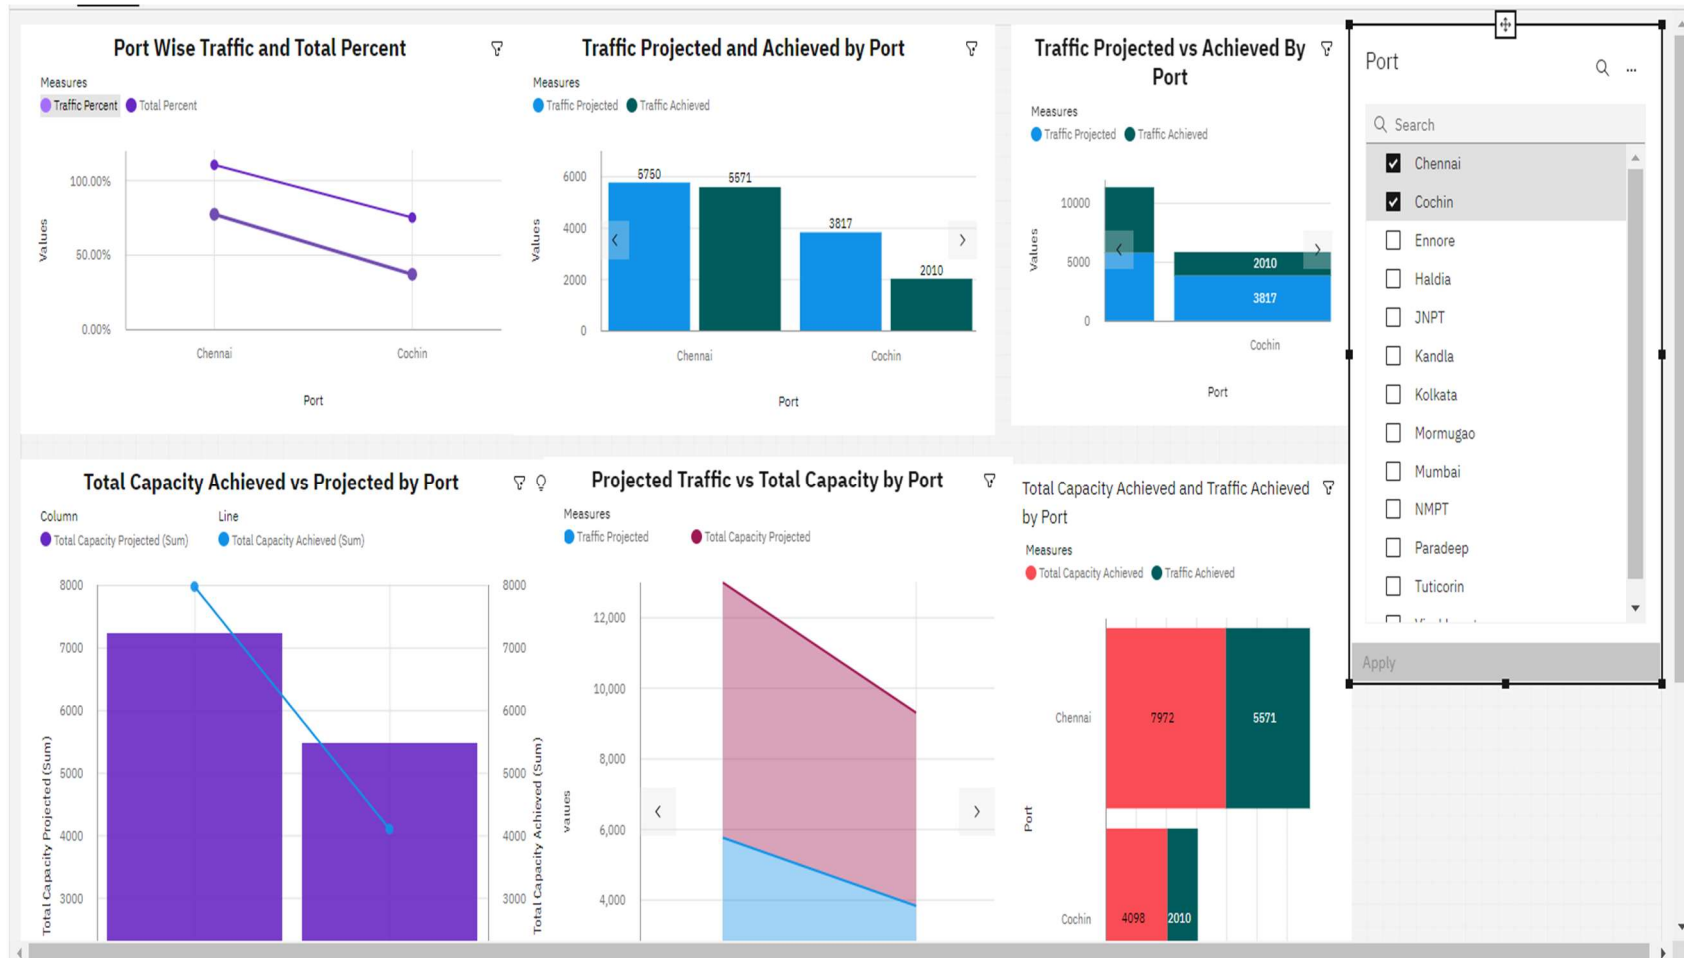 Port Wise Traffic and Total Percent
Measures
Traffic Percent Total Percent
100.00%
50.00%
0.00%
Values
Chennai Cochin
Port
Traffic Projected and Achieved by Port
Measures
Traffic Projected Traffic Achieved
6000
4000
2000
0
Values
5750 5571 3817 2010
Chennai Cochin
Port
Traffic Projected vs Achieved By
Port
Measures
Traffic Projected Traffic Achieved
10000
5000
0
Values
2010
3817
Cochin
Port
Port
...
Search
Chennai
Cochin
Ennore
Haldia
JNPT
Kandla
Kolkata
Mormugao
Mumbai
NMPT
Paradeep
Tuticorin
Apply
Total Capacity Achieved vs Projected by Port
Column Line
Total Capacity Projected (Sum) Total Capacity Achieved (Sum)
8000 8000
7000 7000
6000 6000
5000 5000
4000 4000
3000 3000
Total Capacity Projected (Sum)
Total Capacity Achieved (Sum)
Projected Traffic vs Total Capacity by Port
Measures
Traffic Projected Total Capacity Projected
12,000
10,000
8,000
6,000
4,000
Values
Total Capacity Achieved and Traffic Achieved
by Port
Measures
Total Capacity Achieved Traffic Achieved
Chennai 7972 5571
Port
Cochin 4098 2010